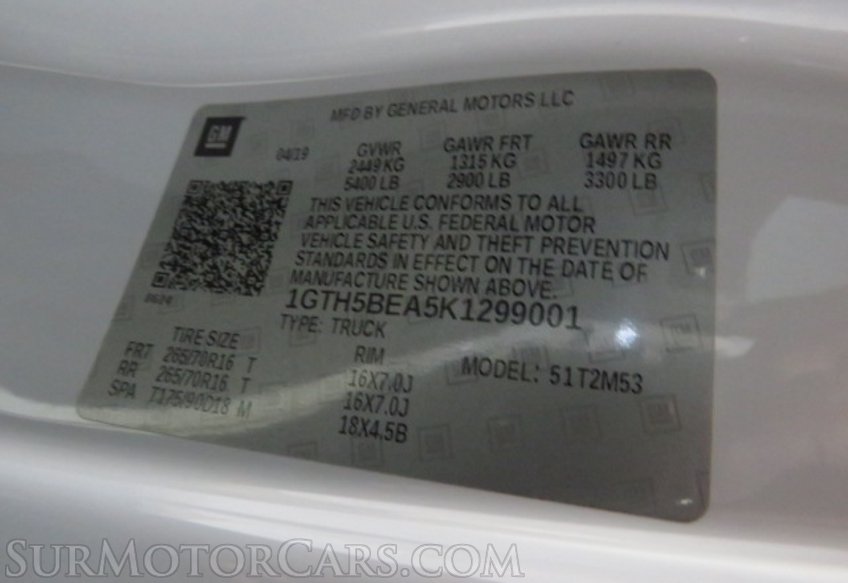 MFD BY GENERAL MOTORS LLC
GM
04/19
GVWR GAWR FRT GAWR RR
2449 KG 1315 KG 1497 KG
5400 LB 2900 LB 3300 LB
THIS VEHICLE CONFORMS TO ALL
APPLICABLE U.S. FEDERAL MOTOR
VEHICLE SAFETY AND THEFT PREVENTION
STANDARDS IN EFFECT ON THE DATE OF
MANUFACTURE SHOWN ABOVE.
1GTH5BEA5K1299001
TYPE: TRUCK
TIRE SIZE RIM MODEL: 51T2M53
FRT 265/70R16 T 16X7.0J
RR 265/70R16 T 16X7.0J
SPA T175/90D18 M 18X4.5B
SurMotorCars.com